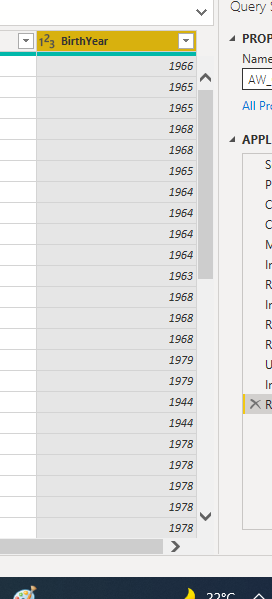 Query S
1²3 BirthYear
PROP
Name
AW_
All Pro
APPL
1966
1965
1965
1968
1968
1965
1964
1964
1964
1964
1963
1968
1968
1968
1979
1979
1944
1944
1978
1978
1978
1978
1978
S
P
C
C
M
In
R
In
R
R
U
In
R
22°C